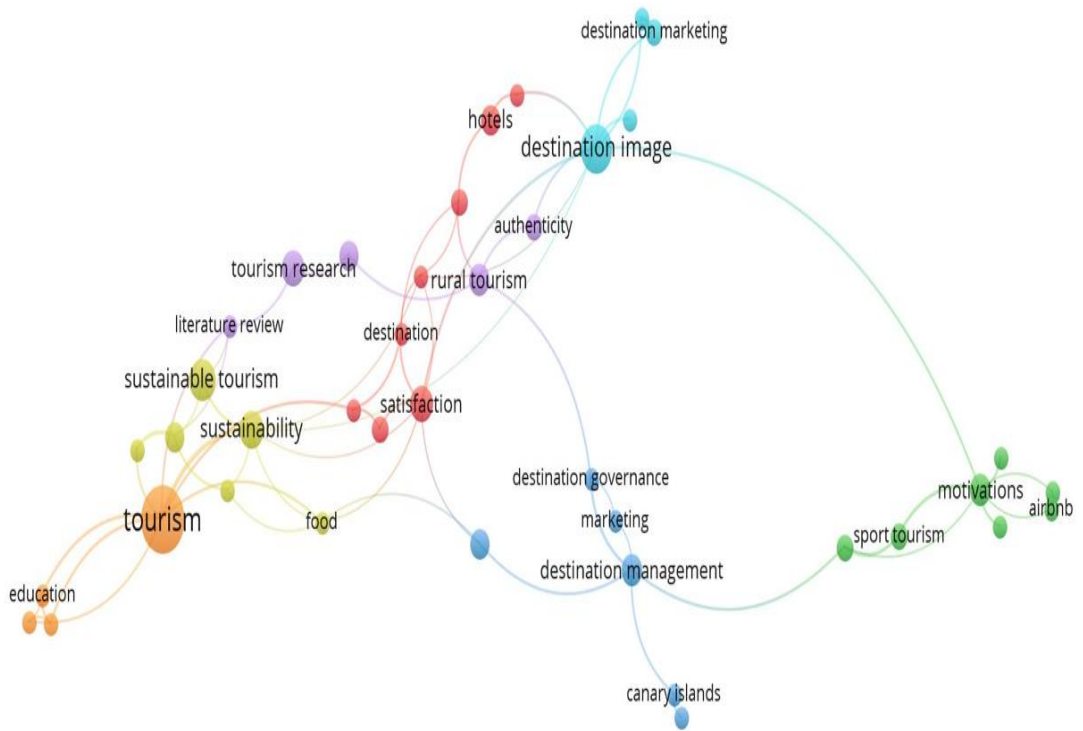 destination marketing
hotels
destination image
authenticity
tourism research
rural tourism
literature review
destination
sustainable tourism
satisfaction
sustainability
destination governance
motivations
airbnb
tourism
food
marketing
sport tourism
destination management
education
canary islands